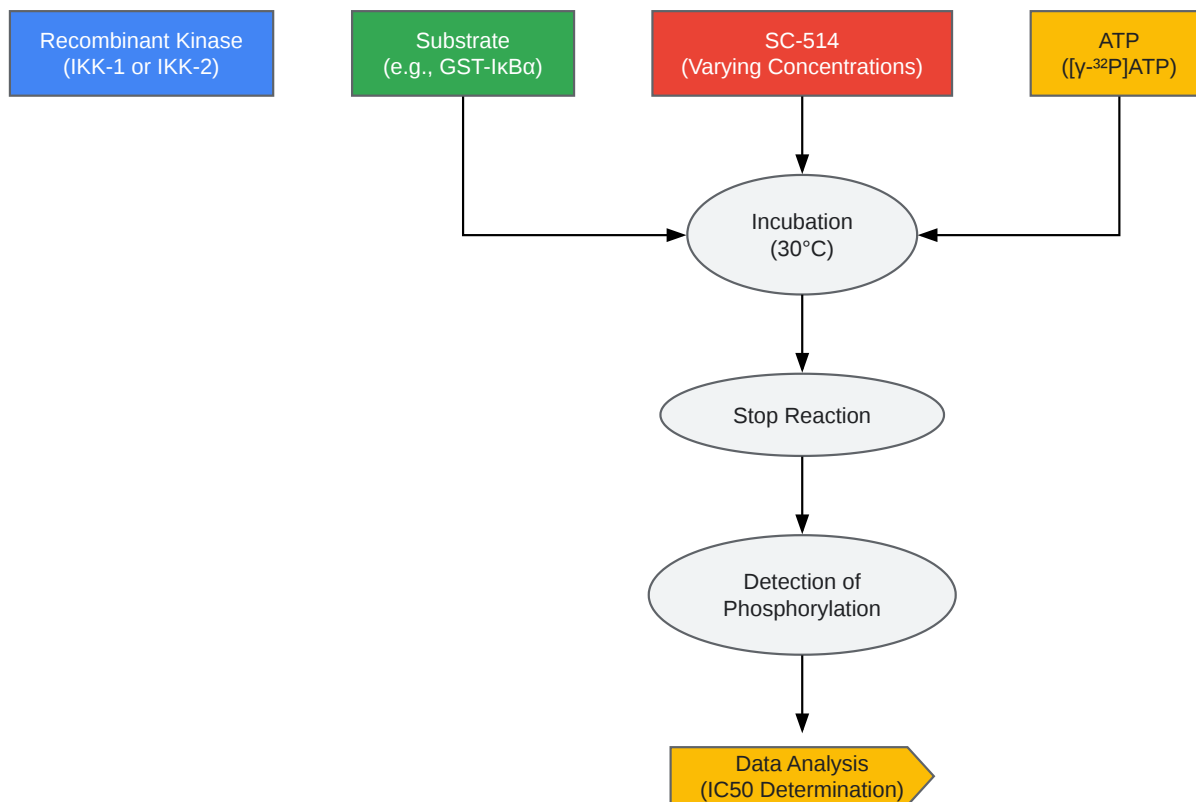 Recombinant Kinase
(IKK-1 or IKK-2)
Substrate
(e.g., GST-IκBα)
SC-514
(Varying Concentrations)
ATP
([γ-³²P]ATP)
Incubation
(30°C)
Stop Reaction
Detection of
Phosphorylation
Data Analysis
(IC50 Determination)